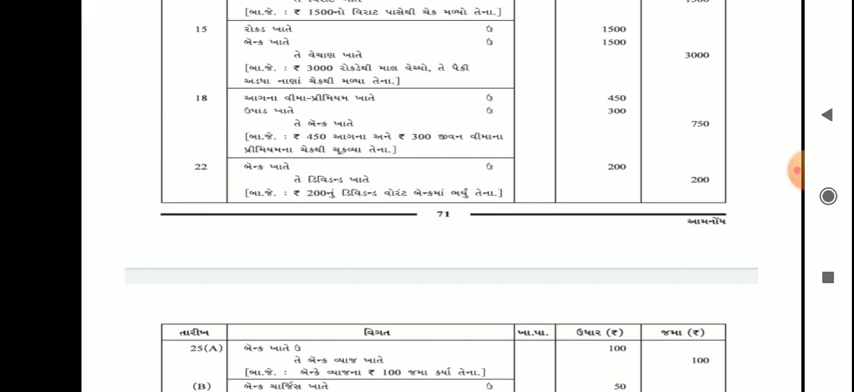 [બા.જે. : ₹ 1500નો વિરાટ પાસેથી ચેક મળ્યો તેના.]
15 રોકડ ખાતે ઉ 1500
બૅન્ક ખાતે ઉ 1500
તે વેચાણ ખાતે 3000
[બા.જે. : ₹ 3000 રોકડેથી માલ વેચ્યો, તે પૈકી
અડધા નાણાં ચેકથી મળ્યા તેના.]
18 આગના વીમા-પ્રીમિયમ ખાતે ઉ 450
ઉપાડ ખાતે ઉ 300
તે બૅન્ક ખાતે 750
[બા.જે. : ₹ 450 આગના અને ₹ 300 જીવન વીમાના
પ્રીમિયમના ચેકથી ચૂકવ્યા તેના.]
22 બૅન્ક ખાતે ઉ 200
તે ડિવિડન્ડ ખાતે 200
[બા.જે. : ₹ 200નું ડિવિડન્ડ વોરંટ બૅન્કમાં ભર્યું તેના.]
71
આમનોંધ
તારીખ વિગત ખા.પા. ઉધાર (₹) જમા (₹)
25(A) બૅન્ક ખાતે ઉ 100
તે બૅન્ક વ્યાજ ખાતે 100
[બા.જે. : બૅંકે વ્યાજના ₹ 100 જમા કર્યા તેના.]
(B) બૅન્ક ચાર્જિસ ખાતે ઉ 50